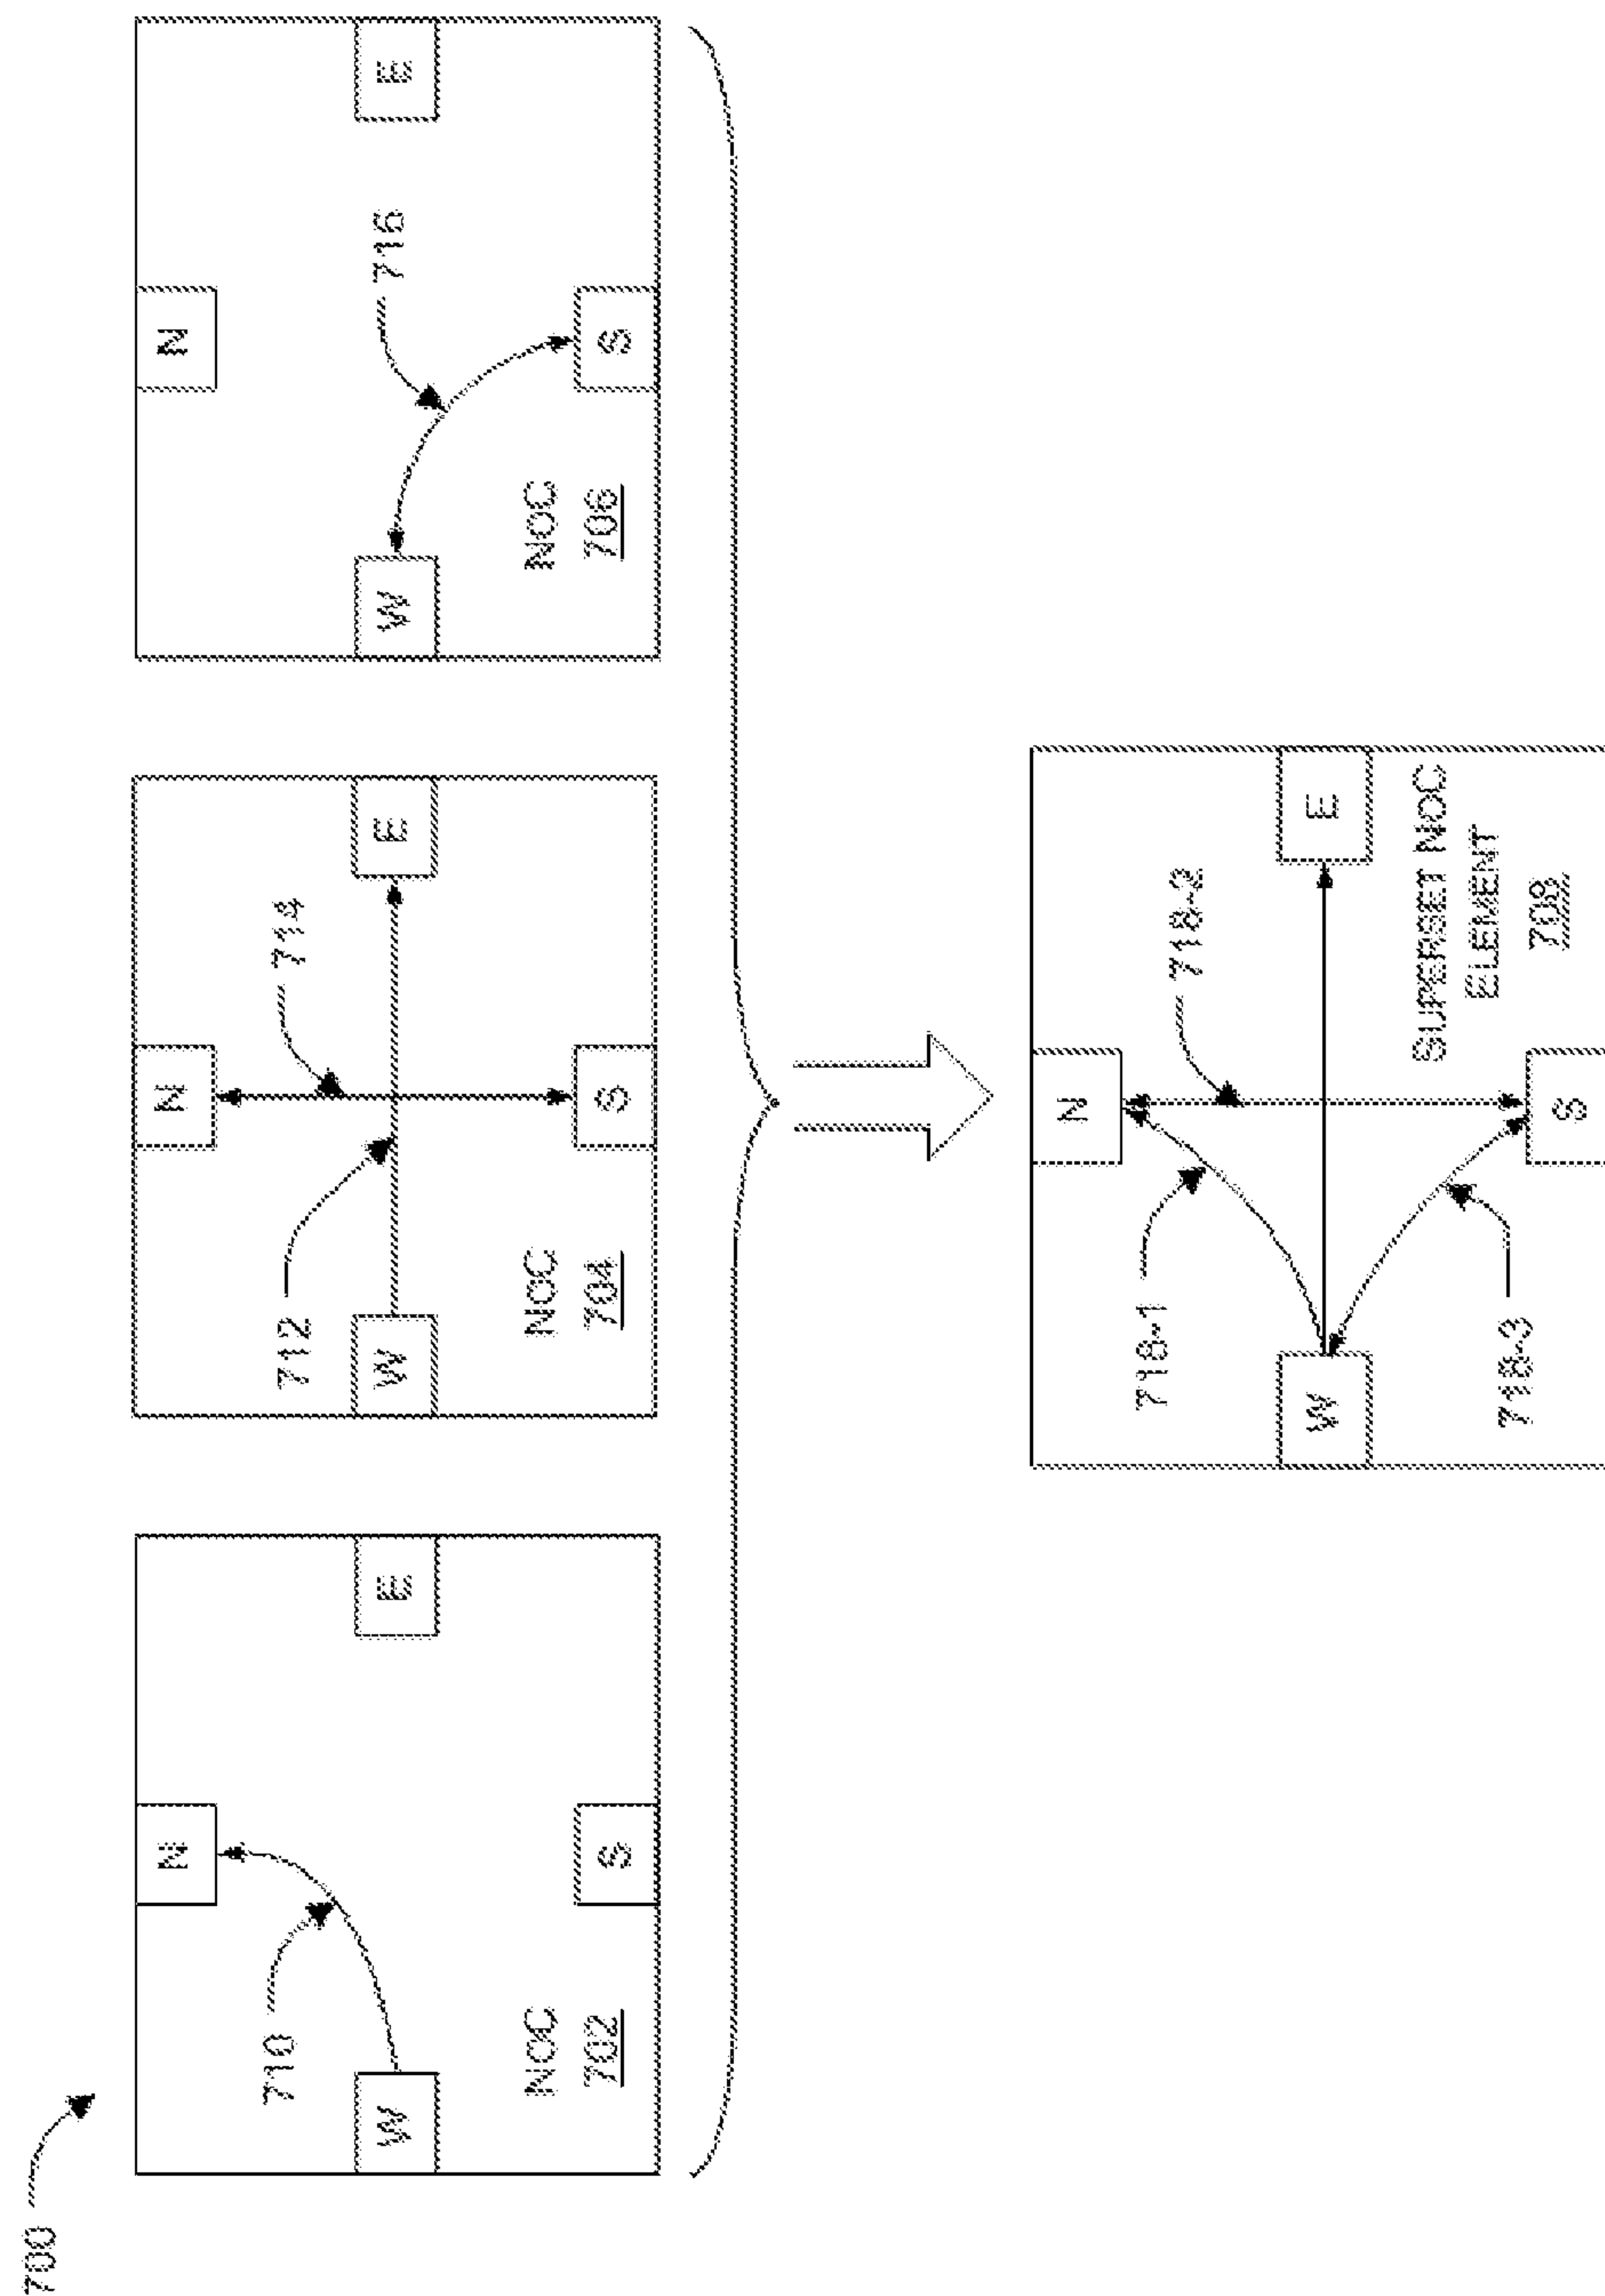 700
N
710
W
E
S
NoC
702
N
712
714
W
E
S
NoC
704
N
716
W
E
S
NoC
706
N
718-1
718-2
W
E
718-3
S
SUPERSET NoC
ELEMENT
708